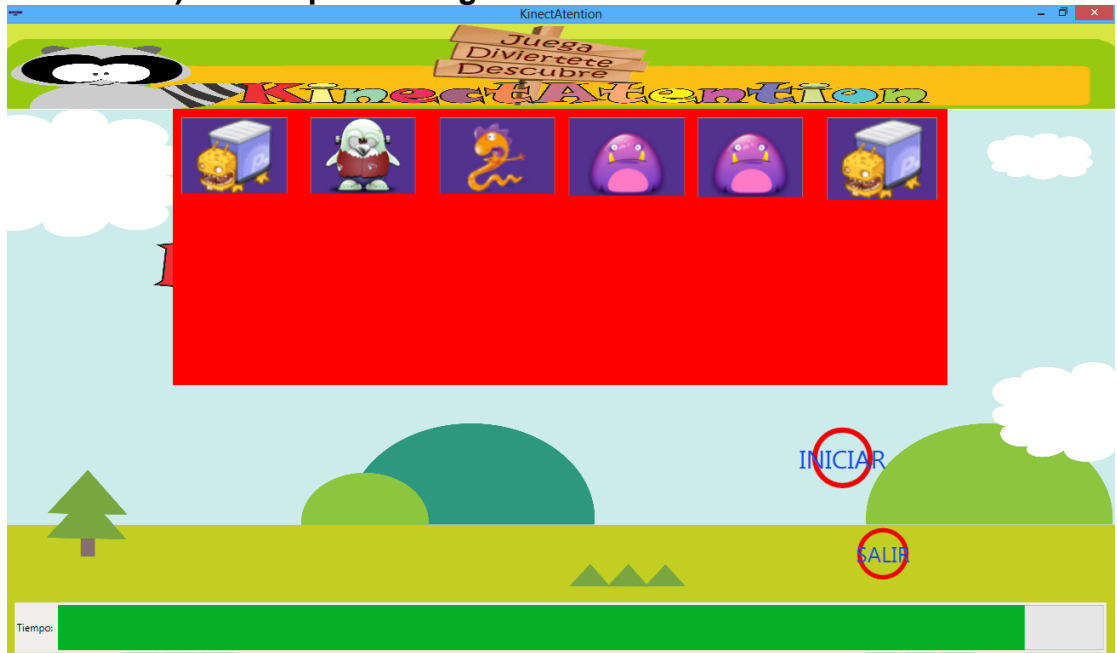 KinectAtention
Juega
Diviertete
Descubre
KinectAtention
INICIAR
SALIR
Tiempo: